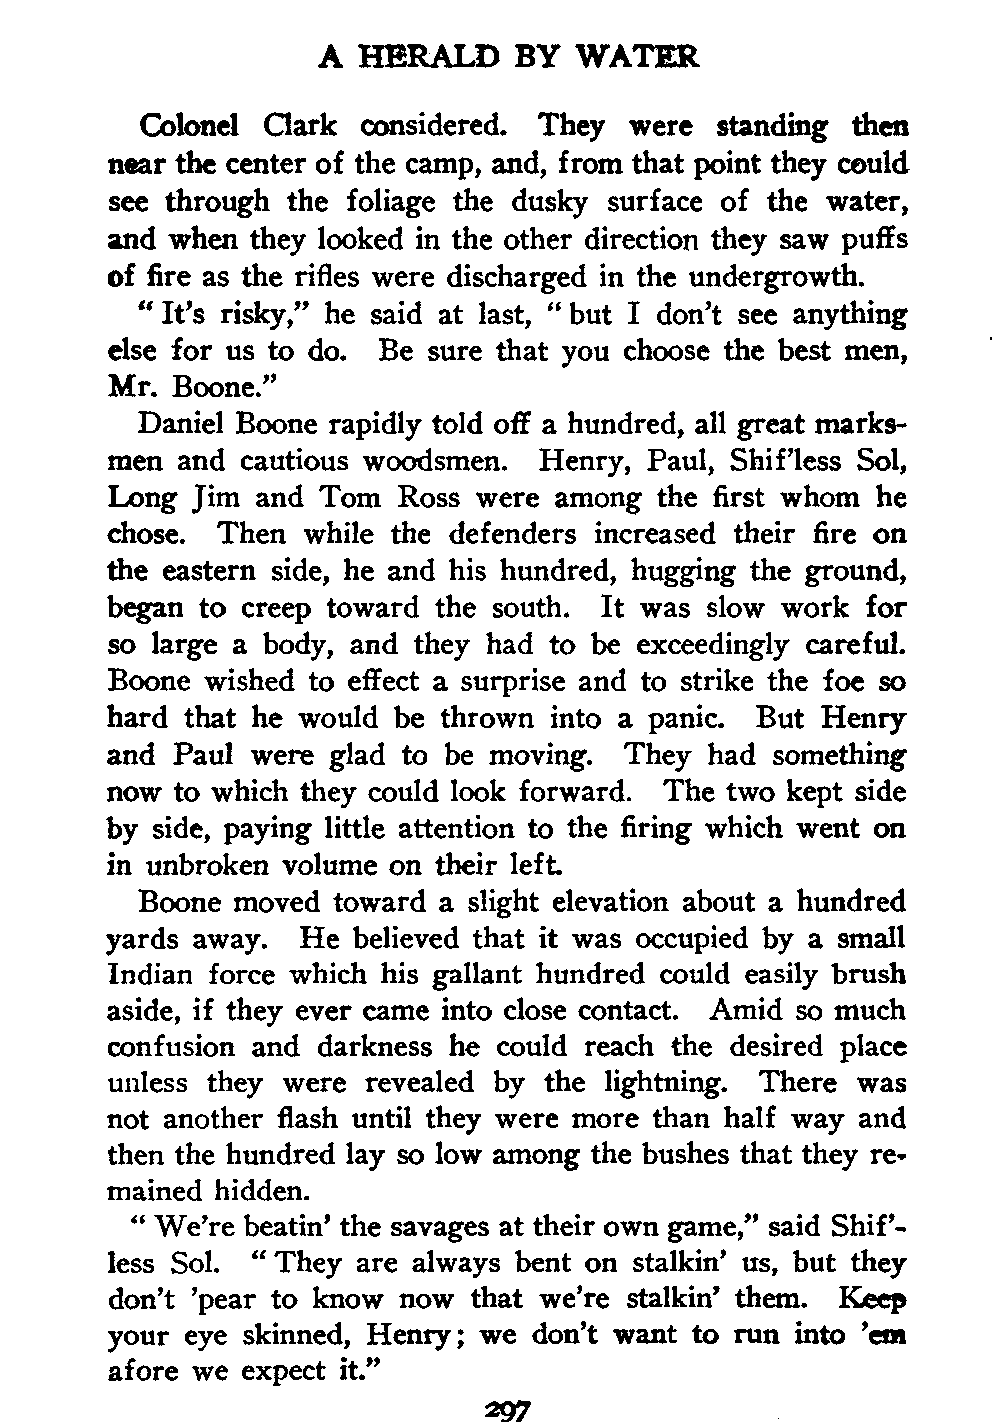 A HERALD BY WATER
Colonel Clark considered. They were standing then
near the center of the camp, and, from that point they could
see through the foliage the dusky surface of the water,
and when they looked in the other direction they saw puffs
of fire as the rifles were discharged in the undergrowth.
“ It’s risky,” he said at last, “ but I don’t see anything
else for us to do. Be sure that you choose the best men,
Mr. Boone.”
Daniel Boone rapidly told off a hundred, all great marks-
men and cautious woodsmen. Henry, Paul, Shif’less Sol,
Long Jim and Tom Ross were among the first whom he
chose. Then while the defenders increased their fire on
the eastern side, he and his hundred, hugging the ground,
began to creep toward the south. It was slow work for
so large a body, and they had to be exceedingly careful.
Boone wished to effect a surprise and to strike the foe so
hard that he would be thrown into a panic. But Henry
and Paul were glad to be moving. They had something
now to which they could look forward. The two kept side
by side, paying little attention to the firing which went on
in unbroken volume on their left.
Boone moved toward a slight elevation about a hundred
yards away. He believed that it was occupied by a small
Indian force which his gallant hundred could easily brush
aside, if they ever came into close contact. Amid so much
confusion and darkness he could reach the desired place
unless they were revealed by the lightning. There was
not another flash until they were more than half way and
then the hundred lay so low among the bushes that they re-
mained hidden.
“ We’re beatin’ the savages at their own game,” said Shif’-
less Sol. “ They are always bent on stalkin’ us, but they
don’t ’pear to know now that we’re stalkin’ them. Keep
your eye skinned, Henry; we don’t want to run into ’em
afore we expect it.”
297